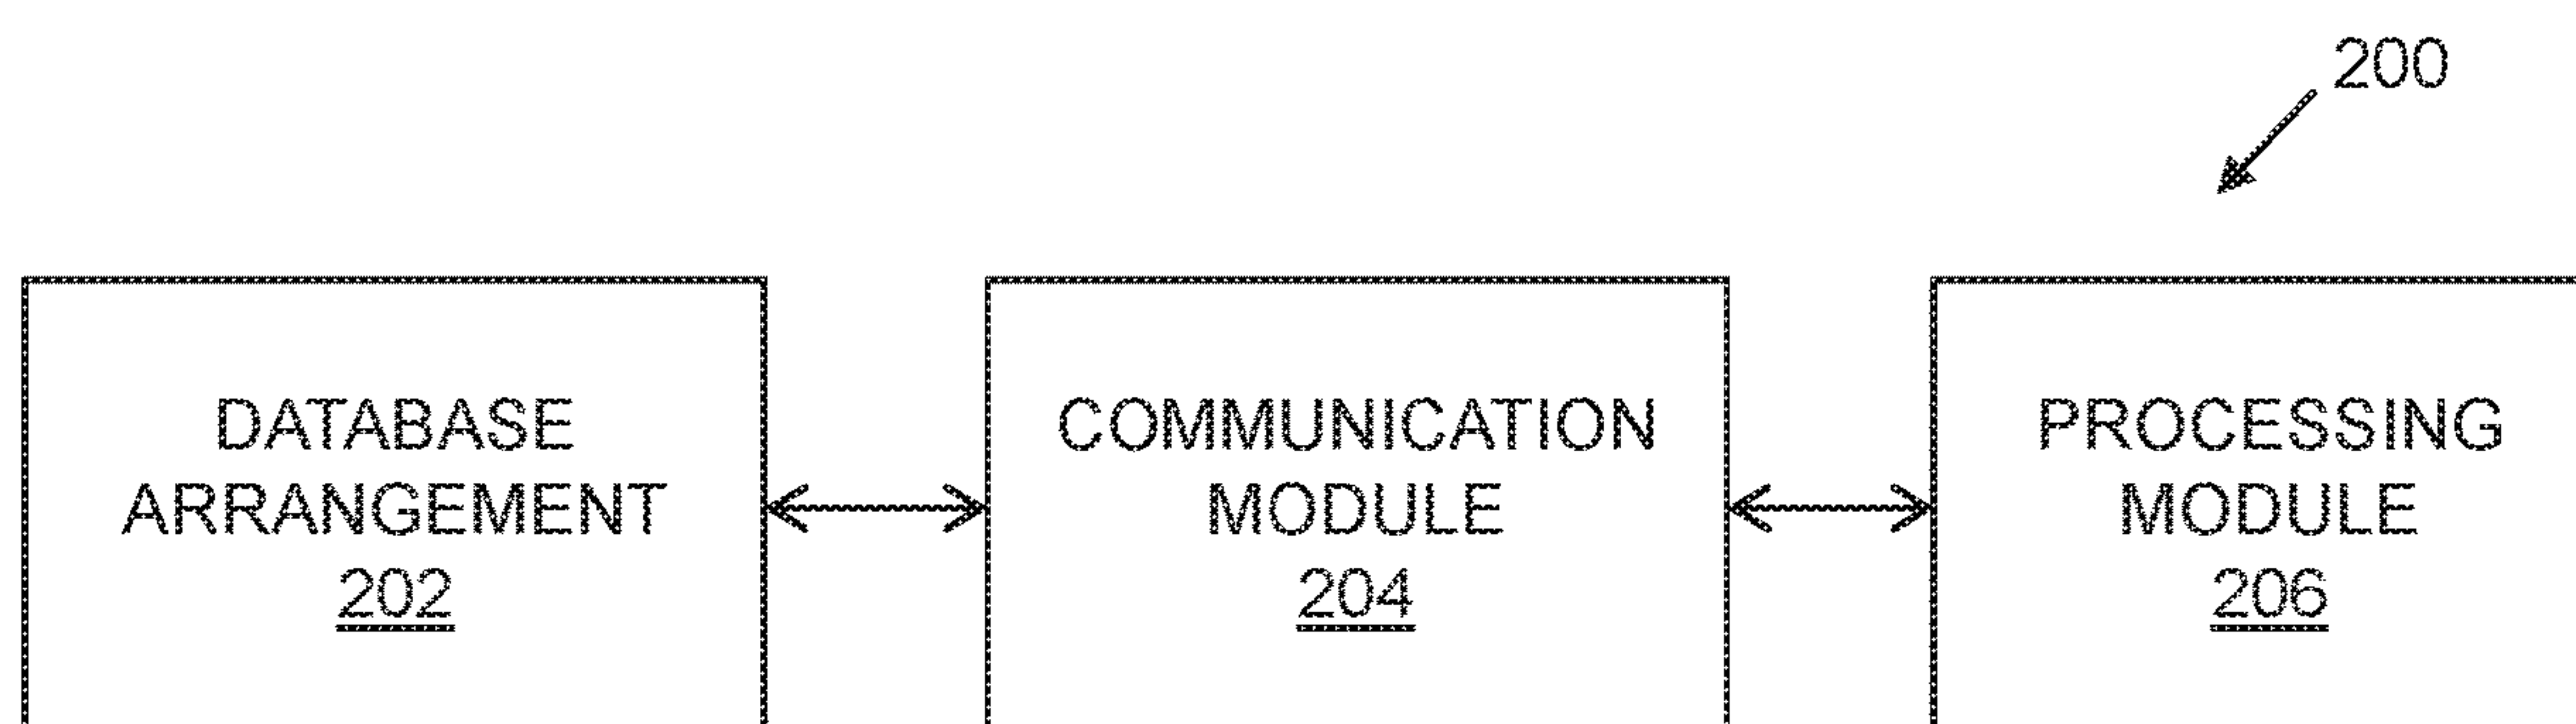 200
DATABASE
ARRANGEMENT
202
COMMUNICATION
MODULE
204
PROCESSING
MODULE
206